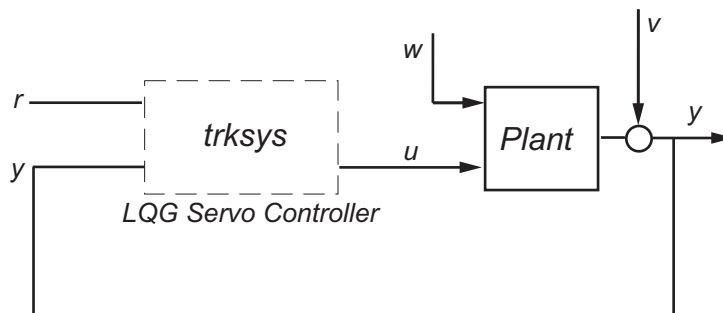 v
w
r
trksys
Plant
y
y
u
LQG Servo Controller